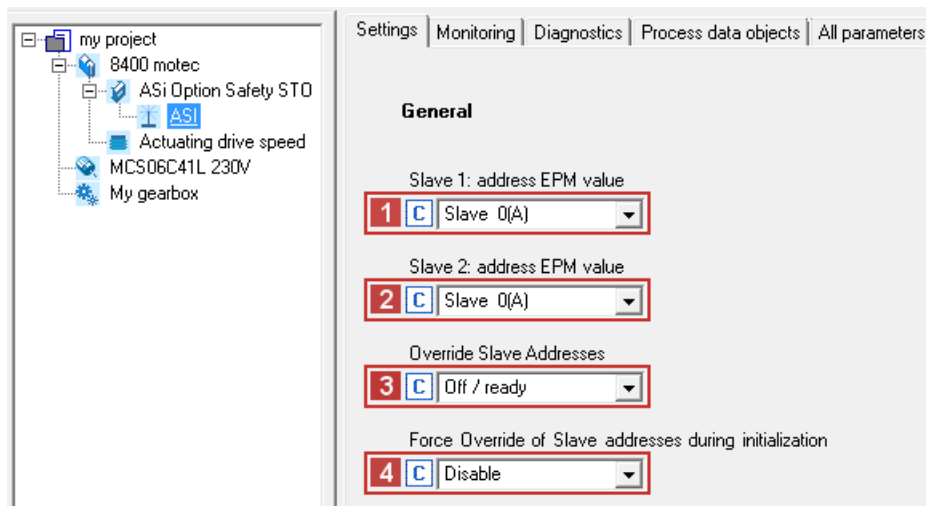 my project
8400 motec
ASi Option Safety STO
ASI
Actuating drive speed
MCS06C41L 230V
My gearbox
Settings Monitoring Diagnostics Process data objects All parameters
General
Slave 1: address EPM value
1 C Slave 0(A)
Slave 2: address EPM value
2 C Slave 0(A)
Override Slave Addresses
3 C Off / ready
Force Override of Slave addresses during initialization
4 C Disable